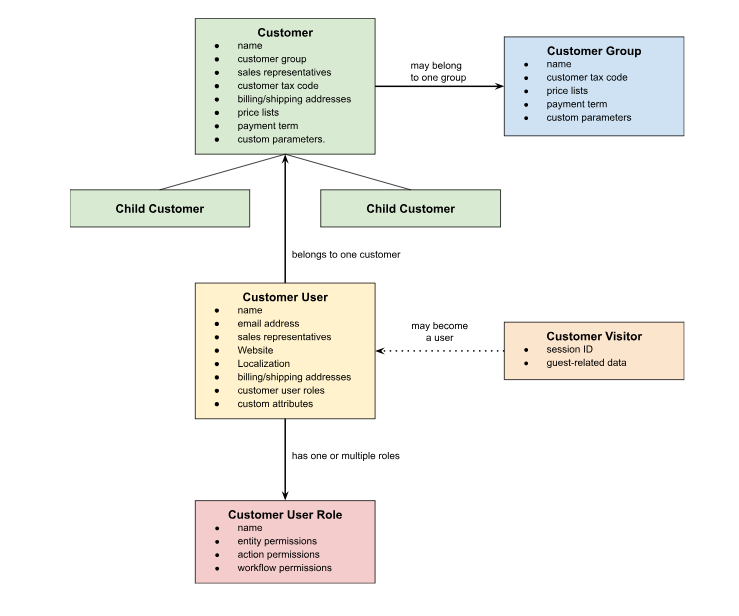 Customer
● name
● customer group
● sales representatives
● customer tax code
● billing/shipping addresses
● price lists
● payment term
● custom parameters.
may belong
to one group
Customer Group
● name
● customer tax code
● price lists
● payment term
● custom parameters
Child Customer
Child Customer
belongs to one customer
Customer User
● name
● email address
● sales representatives
● Website
● Localization
● billing/shipping addresses
● customer user roles
● custom attributes
may become
a user
Customer Visitor
● session ID
● guest-related data
has one or multiple roles
Customer User Role
● name
● entity permissions
● action permissions
● workflow permissions